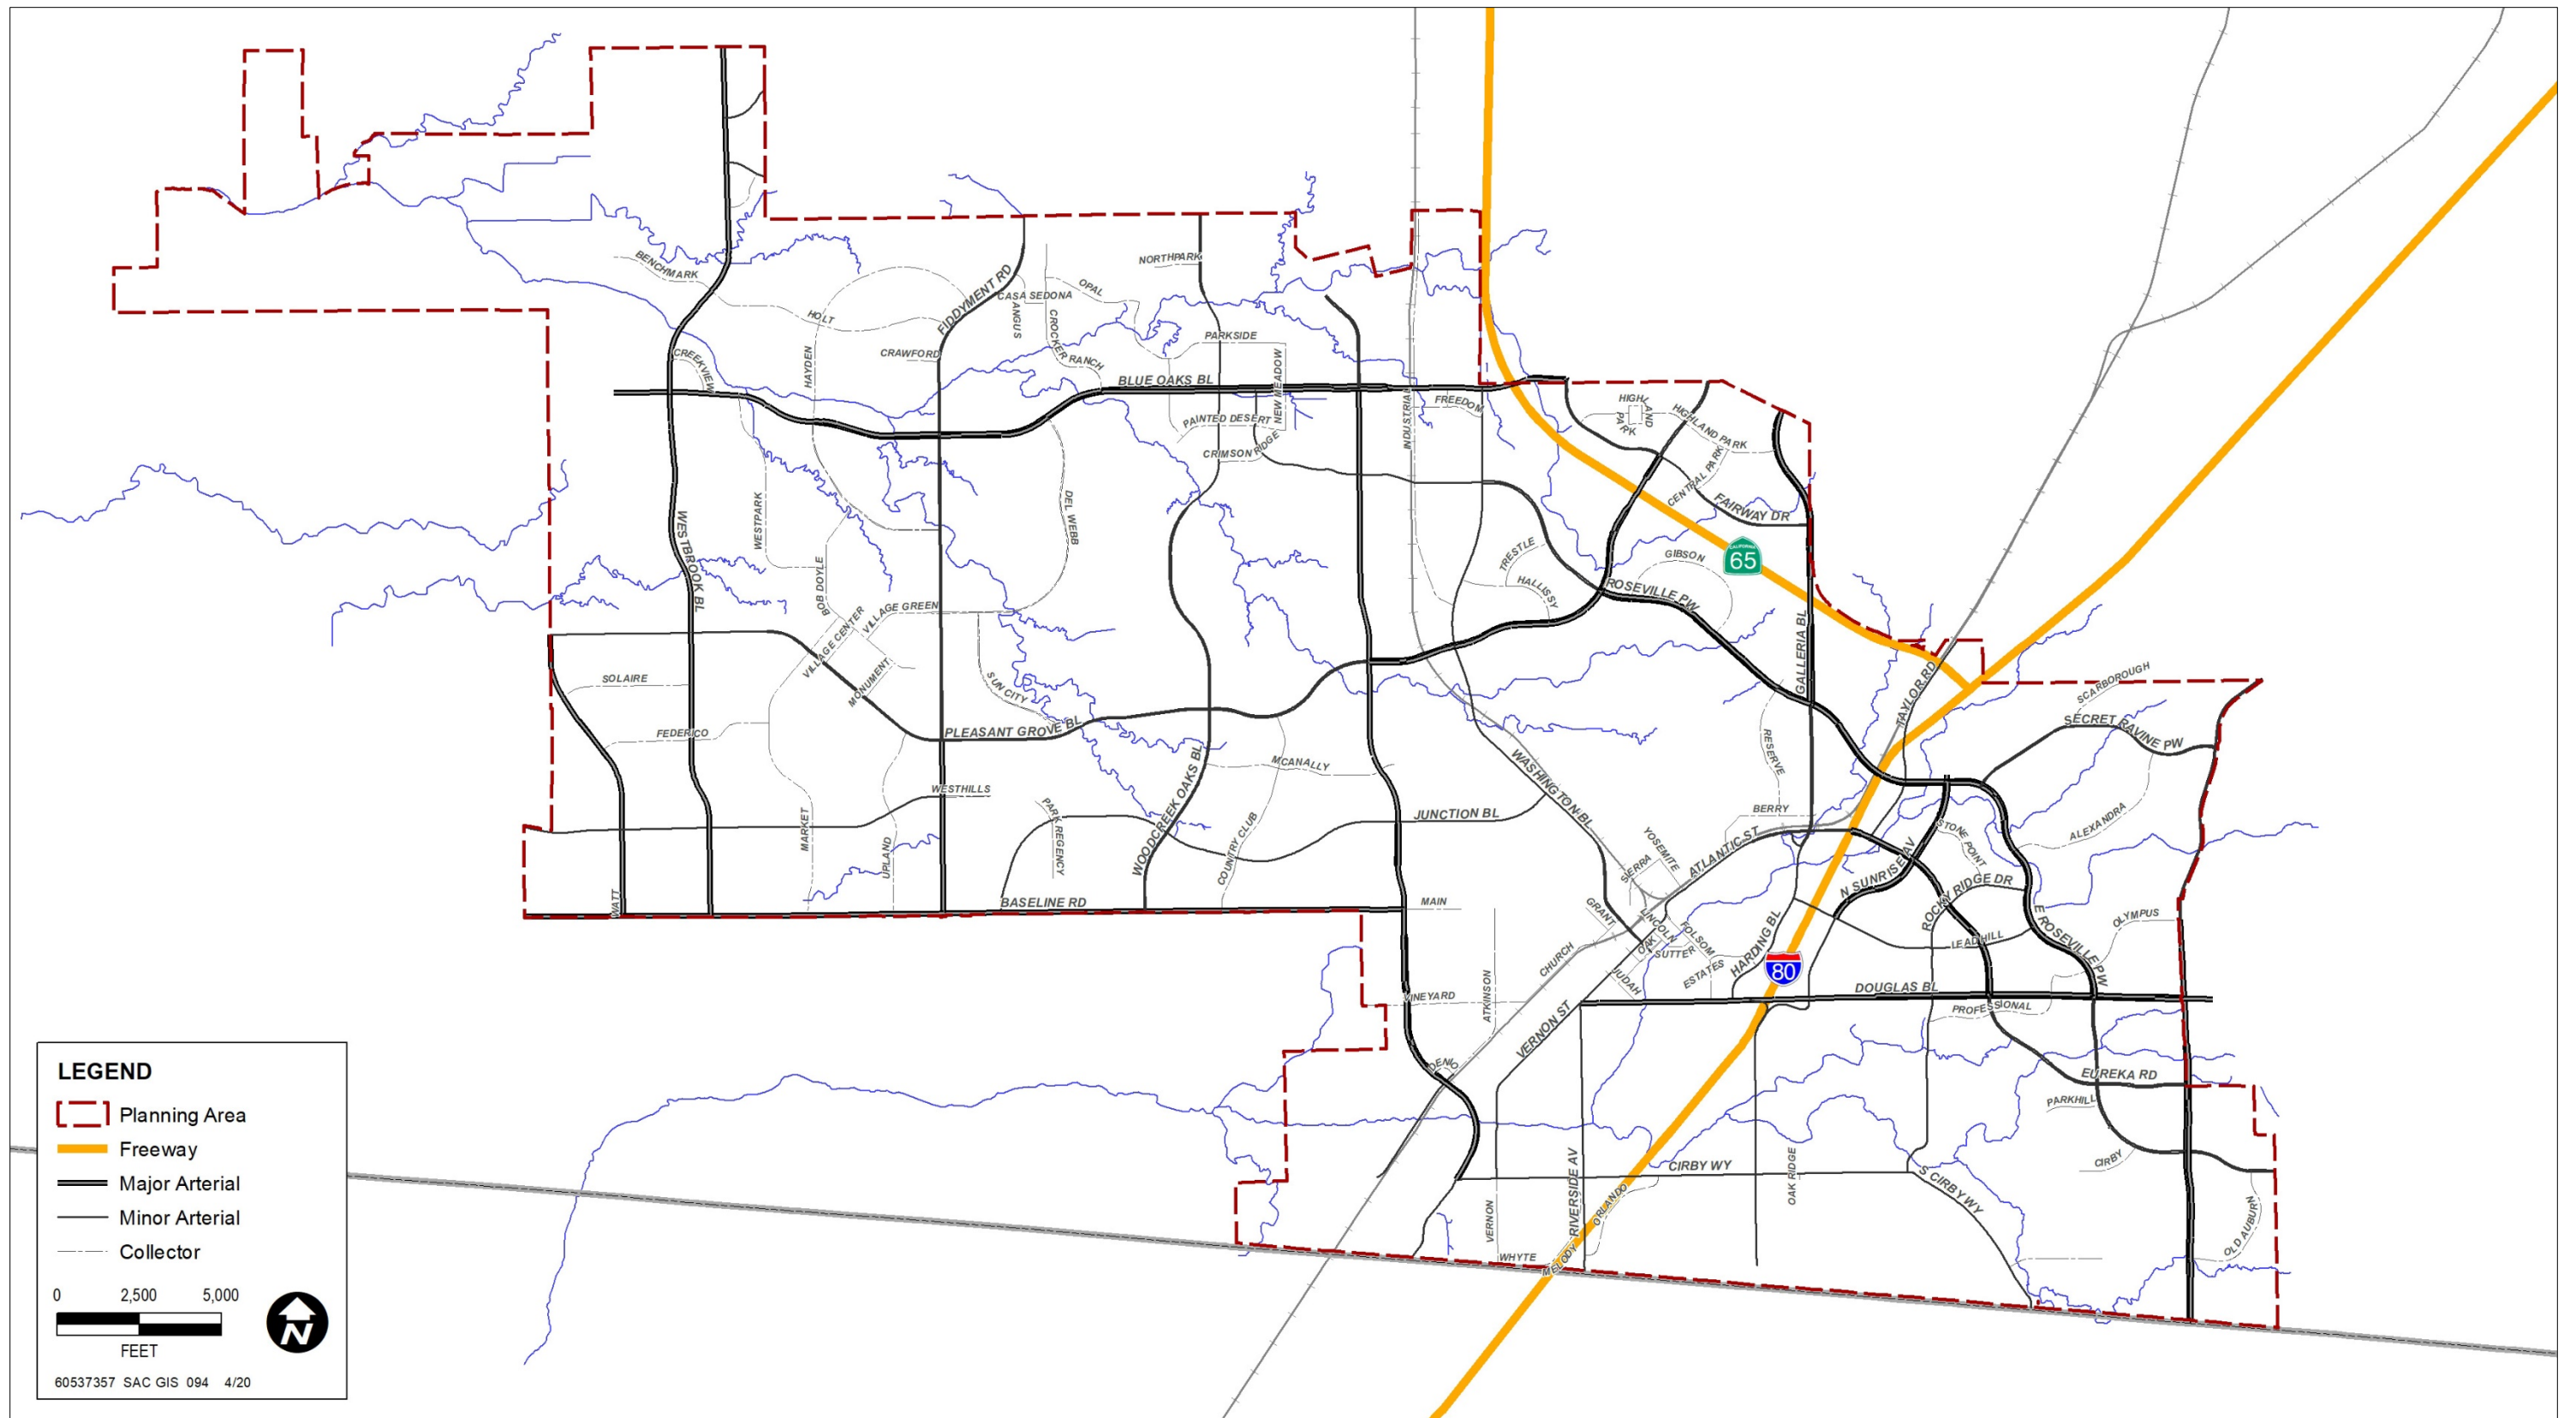 BENCHMARK
HOLT
FIDDYMENT RD
CASA SEDONA
ANGUS
OPAL
NORTHPARK
CROCKER RANCH
CRAWFORD
HAYDEN
CREEKVIEW
PARKSIDE
NEW MEADOW
BLUE OAKS BL
PAINTED DESERT
CRIMSON RIDGE
INDUSTRIAL
FREEDOM
HIGHLAND
PARK
HIGHLAND PARK
CENTRAL PARK
FAIRWAY DR
CALIFORNIA
65
GIBSON
TRESTLE
HALLISSY
ROSEVILLE PW
GALLERIA BL
TAYLOR RD
WESTBROOK BL
WESTPARK
BOB DOYLE
DEL WEBB
VILLAGE CENTER
VILLAGE GREEN
MONUMENT
SOLAIRE
FEDERICO
SUN CITY
PLEASANT GROVE BL
WESTHILLS
MARKET
UPLAND
WATT
PARK REGENCY
WOODCREEK OAKS BL
COUNTRY CLUB
MCANALLY
JUNCTION BL
BASELINE RD
WASHINGTON BL
RESERVE
BERRY
SCARBOROUGH
SECRET RAVINE PW
ALEXANDRA
STONE POINT
N SUNRISE AV
ROCKY RIDGE DR
ATLANTIC ST
YOSEMITE
SIERRA
GRANT
LINCOLN
OAK
FOLSOM
SUTTER
ESTATES
JUDAH
HARDING BL
80
LEAD HILL
E ROSEVILLE PW
OLYMPUS
DOUGLAS BL
PROFESSIONAL
MAIN
CHURCH
ATKINSON
VINEYARD
VERNON ST
DENIO
EUREKA RD
PARKHILL
CIRBY
CIRBY WY
S CIRBY WY
OAK RIDGE
RIVERSIDE AV
ORLANDO
VERNON
WHYTE
MELODY
OLD AUBURN
LEGEND
Planning Area
Freeway
Major Arterial
Minor Arterial
Collector
0 2,500 5,000
FEET
N
60537357 SAC GIS 094 4/20